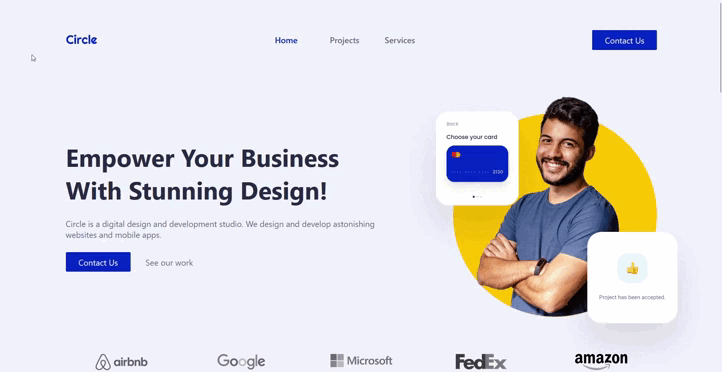 Circle
Home
Projects
Services
Contact Us
Empower Your Business
With Stunning Design!
Circle is a digital design and development studio. We design and develop astonishing
websites and mobile apps.
Contact Us
See our work
Back
Choose your card
2120
Project has been accepted.
airbnb
Google
Microsoft
FedEx
amazon